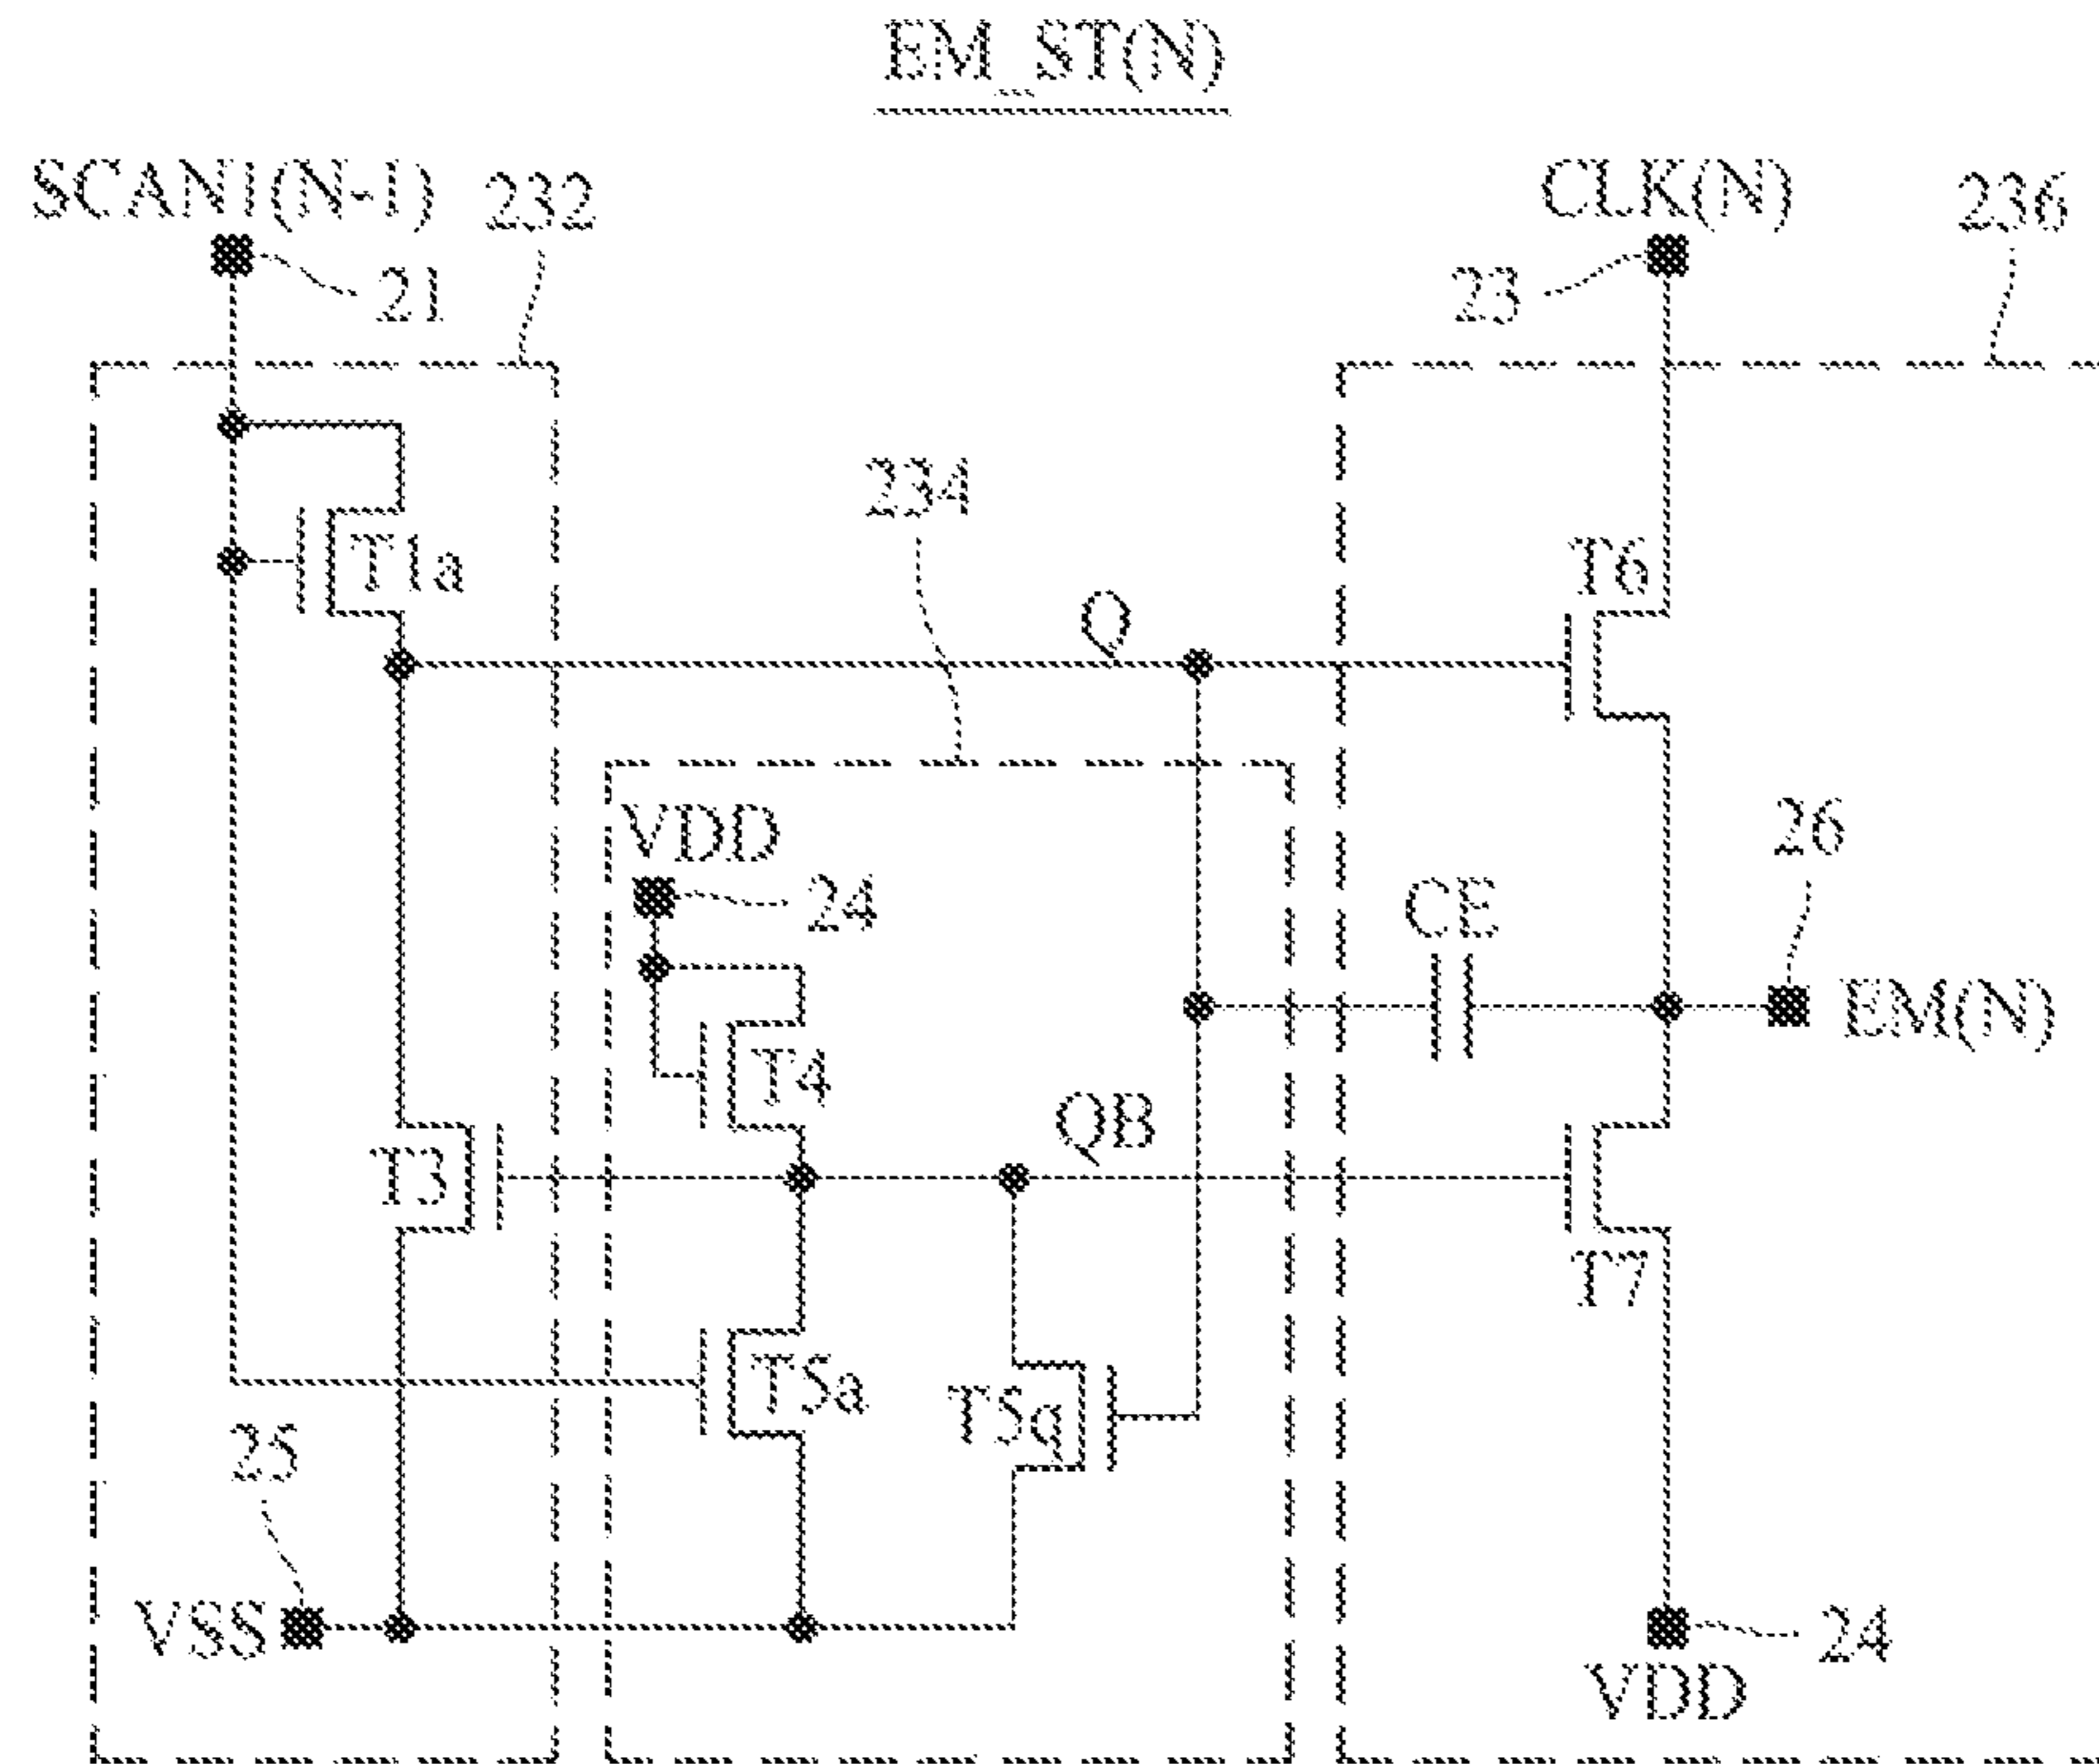 EM_ST(N)
SCAN1(N-1)
232
CLK(N)
236
21
23
234
T1a
T6
Q
VDD
26
24
CE
EM(N)
T4
QB
T3
T7
T5a
T5q
25
VSS
24
VDD